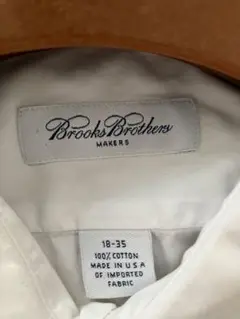 Brooks Brothers
MAKERS
18-35
100% COTTON
MADE IN U.S.A
OF IMPORTED
FABRIC